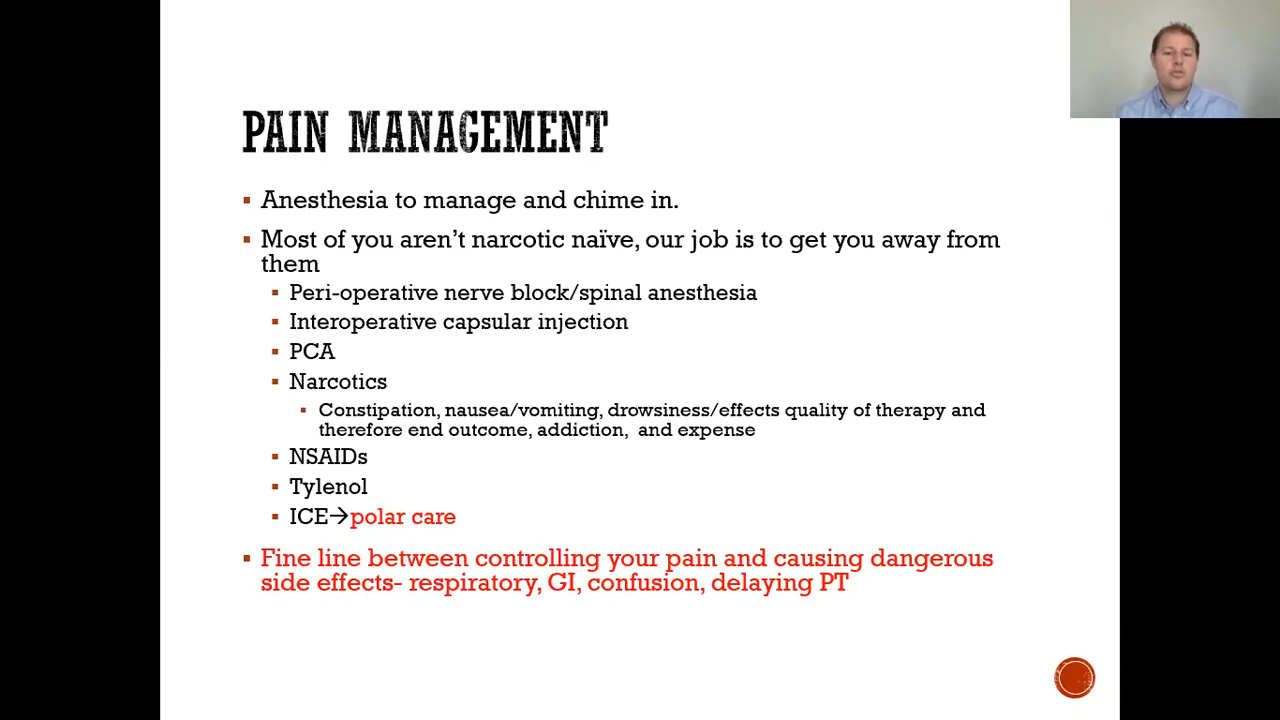 PAIN MANAGEMENT
▪ Anesthesia to manage and chime in.
▪ Most of you aren't narcotic naïve, our job is to get you away from
them
▪ Peri-operative nerve block/spinal anesthesia
▪ Interoperative capsular injection
▪ PCA
▪ Narcotics
▪ Constipation, nausea/vomiting, drowsiness/effects quality of therapy and
therefore end outcome, addiction, and expense
▪ NSAIDs
▪ Tylenol
▪ ICE→polar care
▪ Fine line between controlling your pain and causing dangerous
side effects- respiratory, GI, confusion, delaying PT